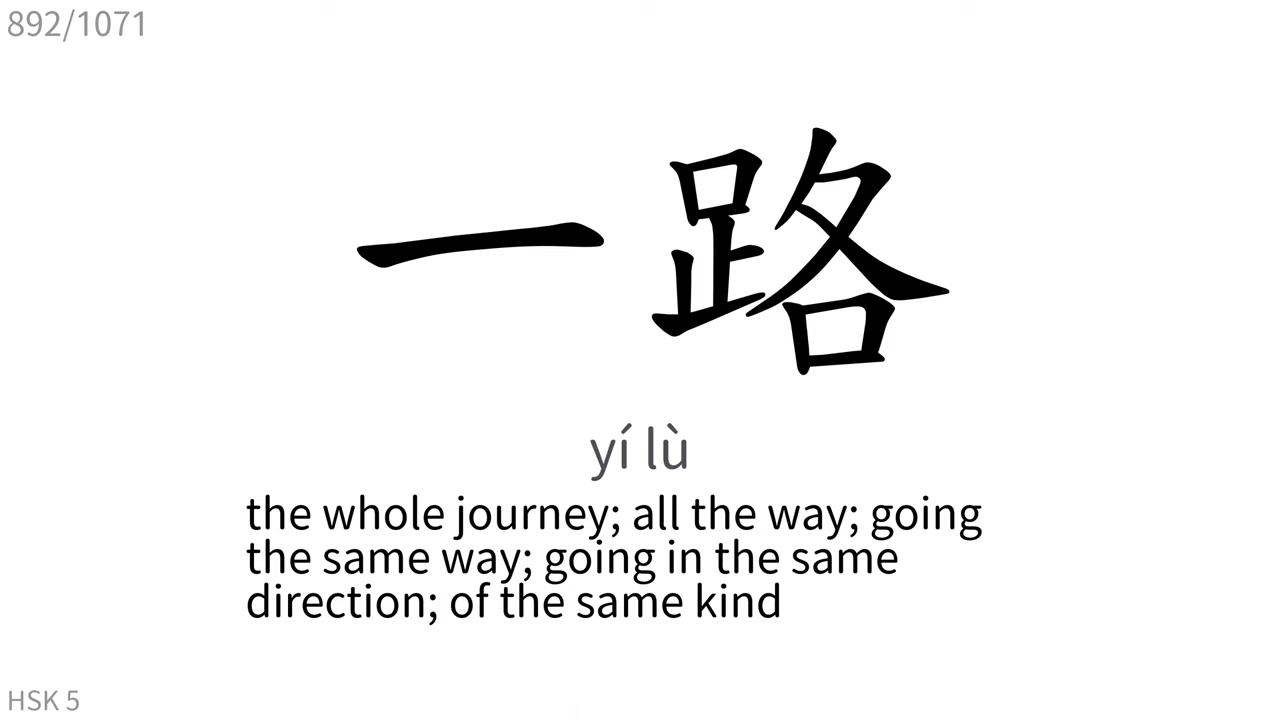 892/1071
一路
yí lù
the whole journey; all the way; going
the same way; going in the same
direction; of the same kind
HSK 5